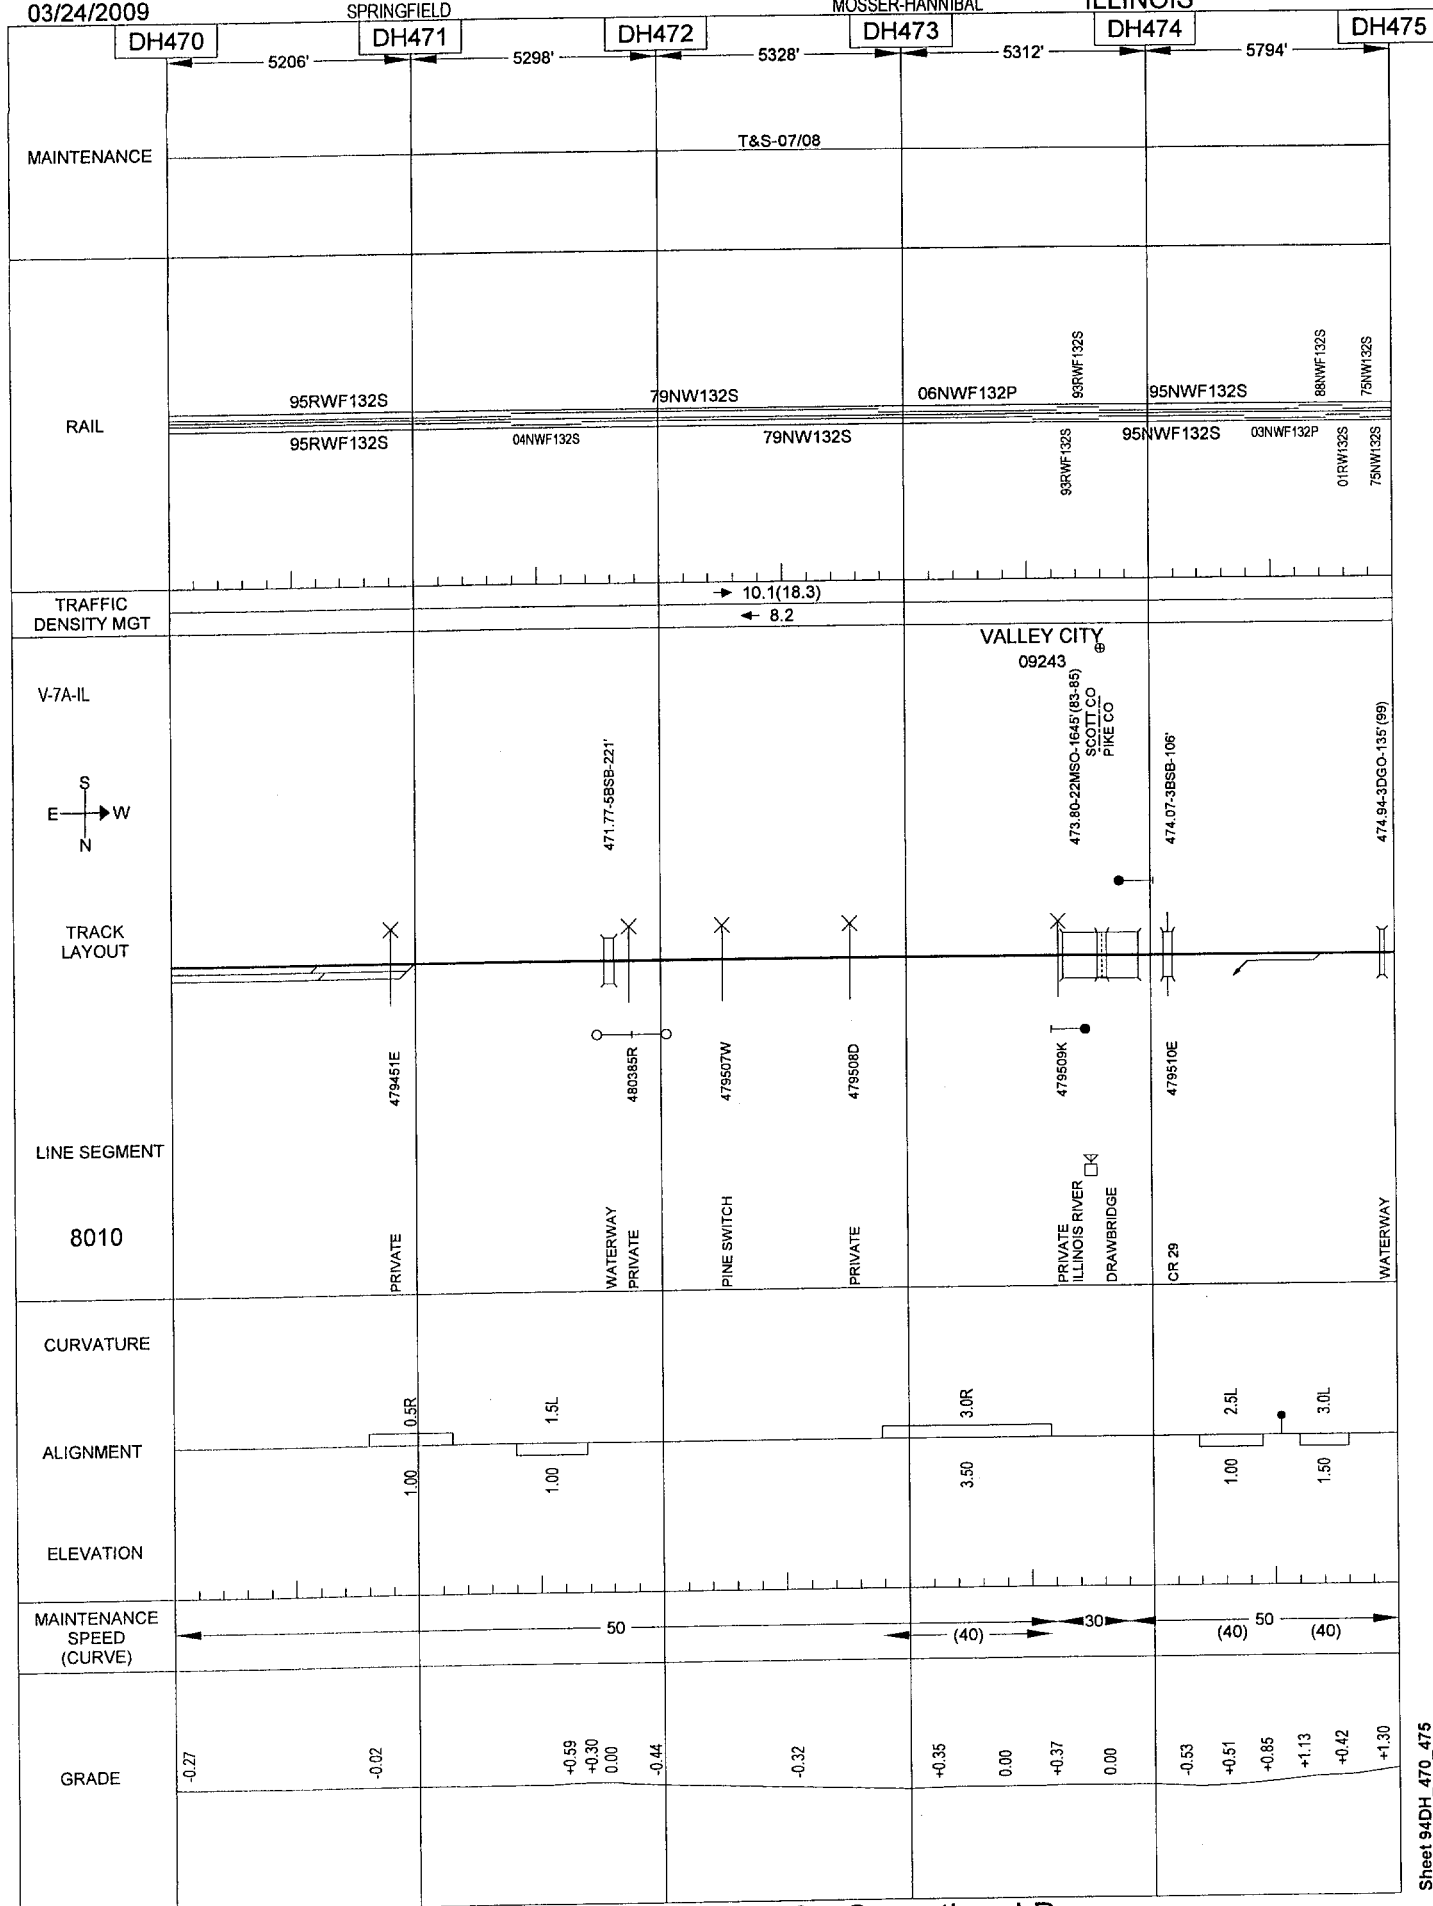 03/24/2009 SPRINGFIELD MOSSER-HANNIBAL ILLINOIS
DH470 DH471 DH472 DH473 DH474 DH475
5206' 5298' 5328' 5312' 5794'
MAINTENANCE
T&S-07/08
RAIL
93RWF132S 88NWF132S 75NW132S
95RWF132S 79NW132S 06NWF132P 95NWF132S
95RWF132S 04NWF132S 79NW132S 93RWF132S 95NWF132S 03NWF132P 01RW132S 75NW132S
TRAFFIC
DENSITY MGT
10.1(18.3)
8.2
VALLEY CITY
09243
V-7A-IL
471.77-5BSB-221'
473.80-22MSO-1645'(83-85)
SCOTT CO
PIKE CO
474.07-3BSB-106'
474.94-3DGO-135'(99)
S
E W
N
TRACK
LAYOUT
479451E 480385R 479507W 479508D 479509K 479510E
LINE SEGMENT
8010
PRIVATE
WATERWAY
PRIVATE
PINE SWITCH
PRIVATE
PRIVATE
ILLINOIS RIVER
DRAWBRIDGE
CR 29
WATERWAY
CURVATURE
0.5R 1.5L 3.0R 2.5L 3.0L
ALIGNMENT
1.00 1.00 3.50 1.00 1.50
ELEVATION
MAINTENANCE
SPEED
(CURVE)
50 30 50
(40) (40) (40)
GRADE
-0.27 -0.02 +0.59 +0.30 0.00 -0.44 -0.32 +0.35 0.00 +0.37 0.00 -0.53 +0.51 +0.85 +1.13 +0.42 +1.30
Sheet 94DH_470_475